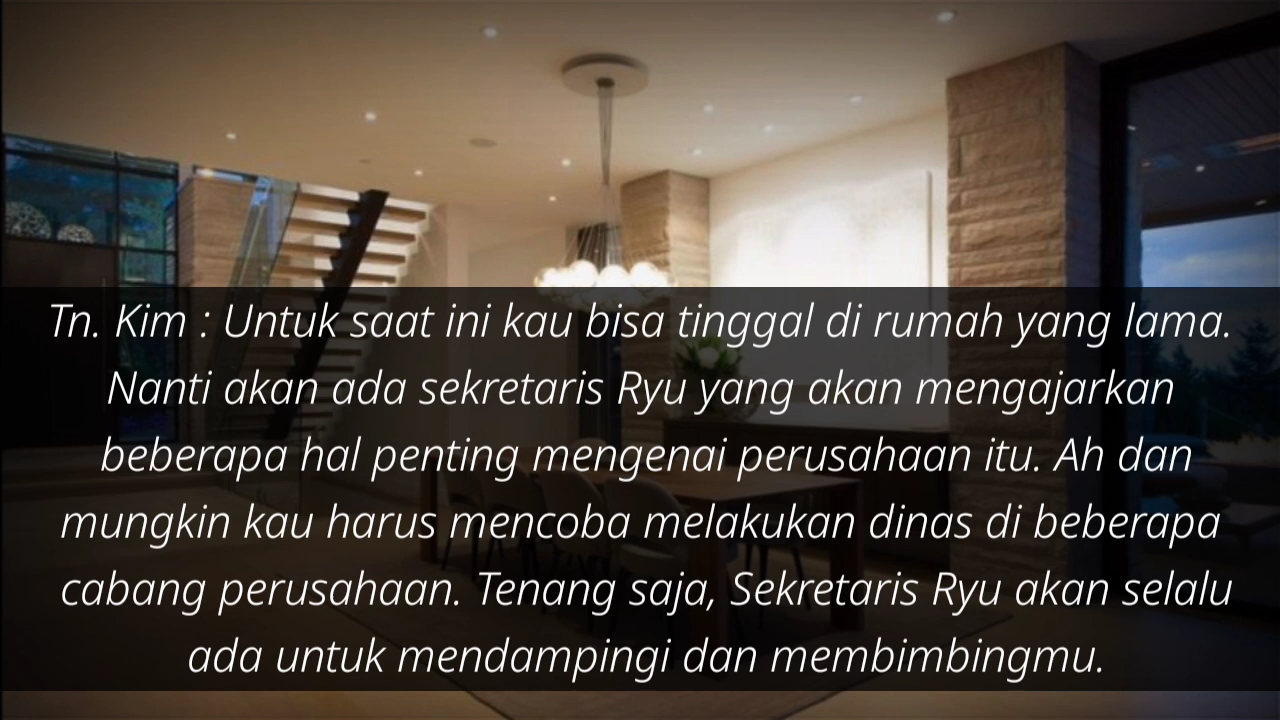 Tn. Kim : Untuk saat ini kau bisa tinggal di rumah yang lama.
Nanti akan ada sekretaris Ryu yang akan mengajarkan
beberapa hal penting mengenai perusahaan itu. Ah dan
mungkin kau harus mencoba melakukan dinas di beberapa
cabang perusahaan. Tenang saja, Sekretaris Ryu akan selalu
ada untuk mendampingi dan membimbingmu.